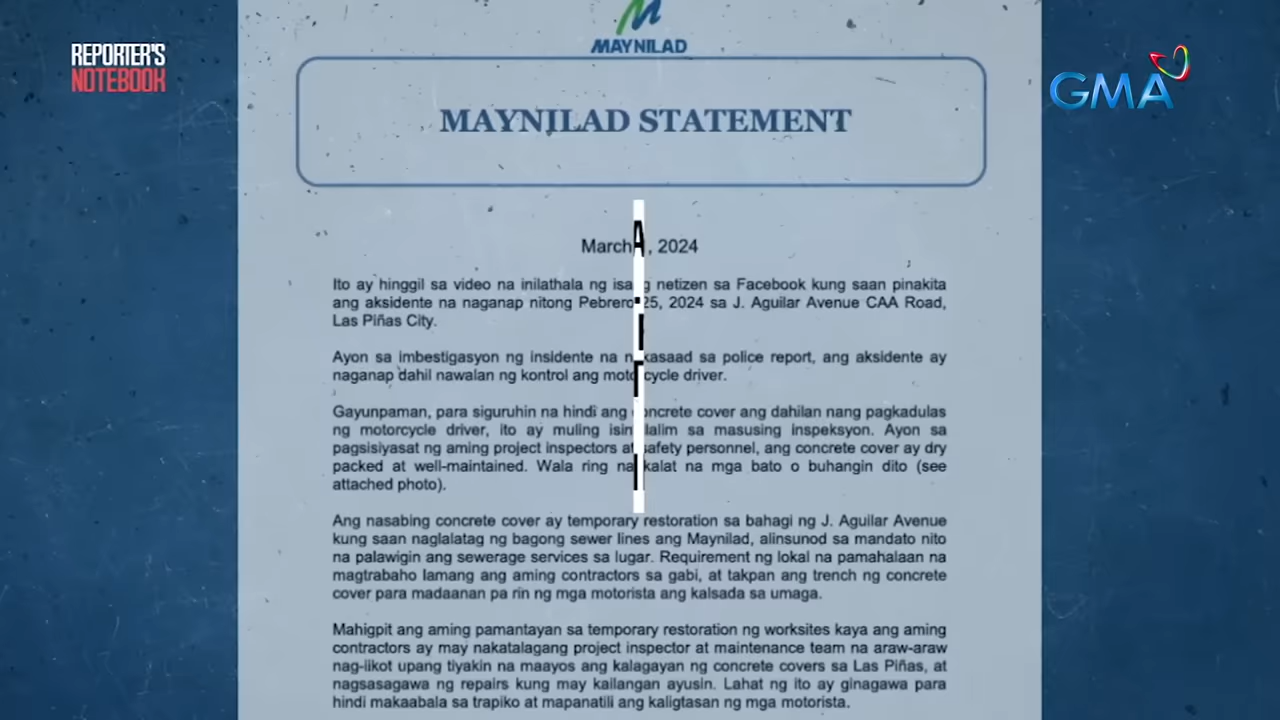 REPORTER'S
NOTEBOOK
GMA
MAYNILAD
MAYNILAD STATEMENT
March , 2024
Ito ay hinggil sa video na inilathala ng netizen sa Facebook kung saan pinakita
ang aksidente na naganap nitong Pebrero 25, 2024 sa J. Aguilar Avenue CAA Road,
Las Piñas City.
Ayon sa imbestigasyon ng insidente na sa police report, ang aksidente ay
naganap dahil nawalan ng kontrol ang driver.
Gayunpaman, para siguruhin na hindi ang cover ang dahilan nang pagkadulas
ng motorcycle driver, ito ay muling sa masusing inspeksyon. Ayon sa
pagsisiyasat ng aming project inspectors at safety personnel, ang concrete cover ay dry
packed at well-maintained. Wala ring na mga bato o buhangin dito (see
attached photo).
Ang nasabing concrete cover ay temporary restoration sa bahagi ng J. Aguilar Avenue
kung saan naglalatag ng bagong sewer lines ang Maynilad, alinsunod sa mandato nito
na palawigin ang sewerage services sa lugar. Requirement ng lokal na pamahalaan na
magtrabaho lamang ang aming contractors sa gabi, at takpan ang trench ng concrete
cover para madaanan pa rin ng mga motorista ang kalsada sa umaga.
Mahigpit ang aming pamantayan sa temporary restoration ng worksites kaya ang aming
contractors ay may nakatalagang project inspector at maintenance team na araw-araw
nag-iikot upang tiyakin na maayos ang kalagayan ng concrete covers sa Las Piñas, at
nagsasagawa ng repairs kung may kailangan ayusin. Lahat ng ito ay ginagawa para
hindi makaabala sa trapiko at mapanatili ang kaligtasan ng mga motorista.